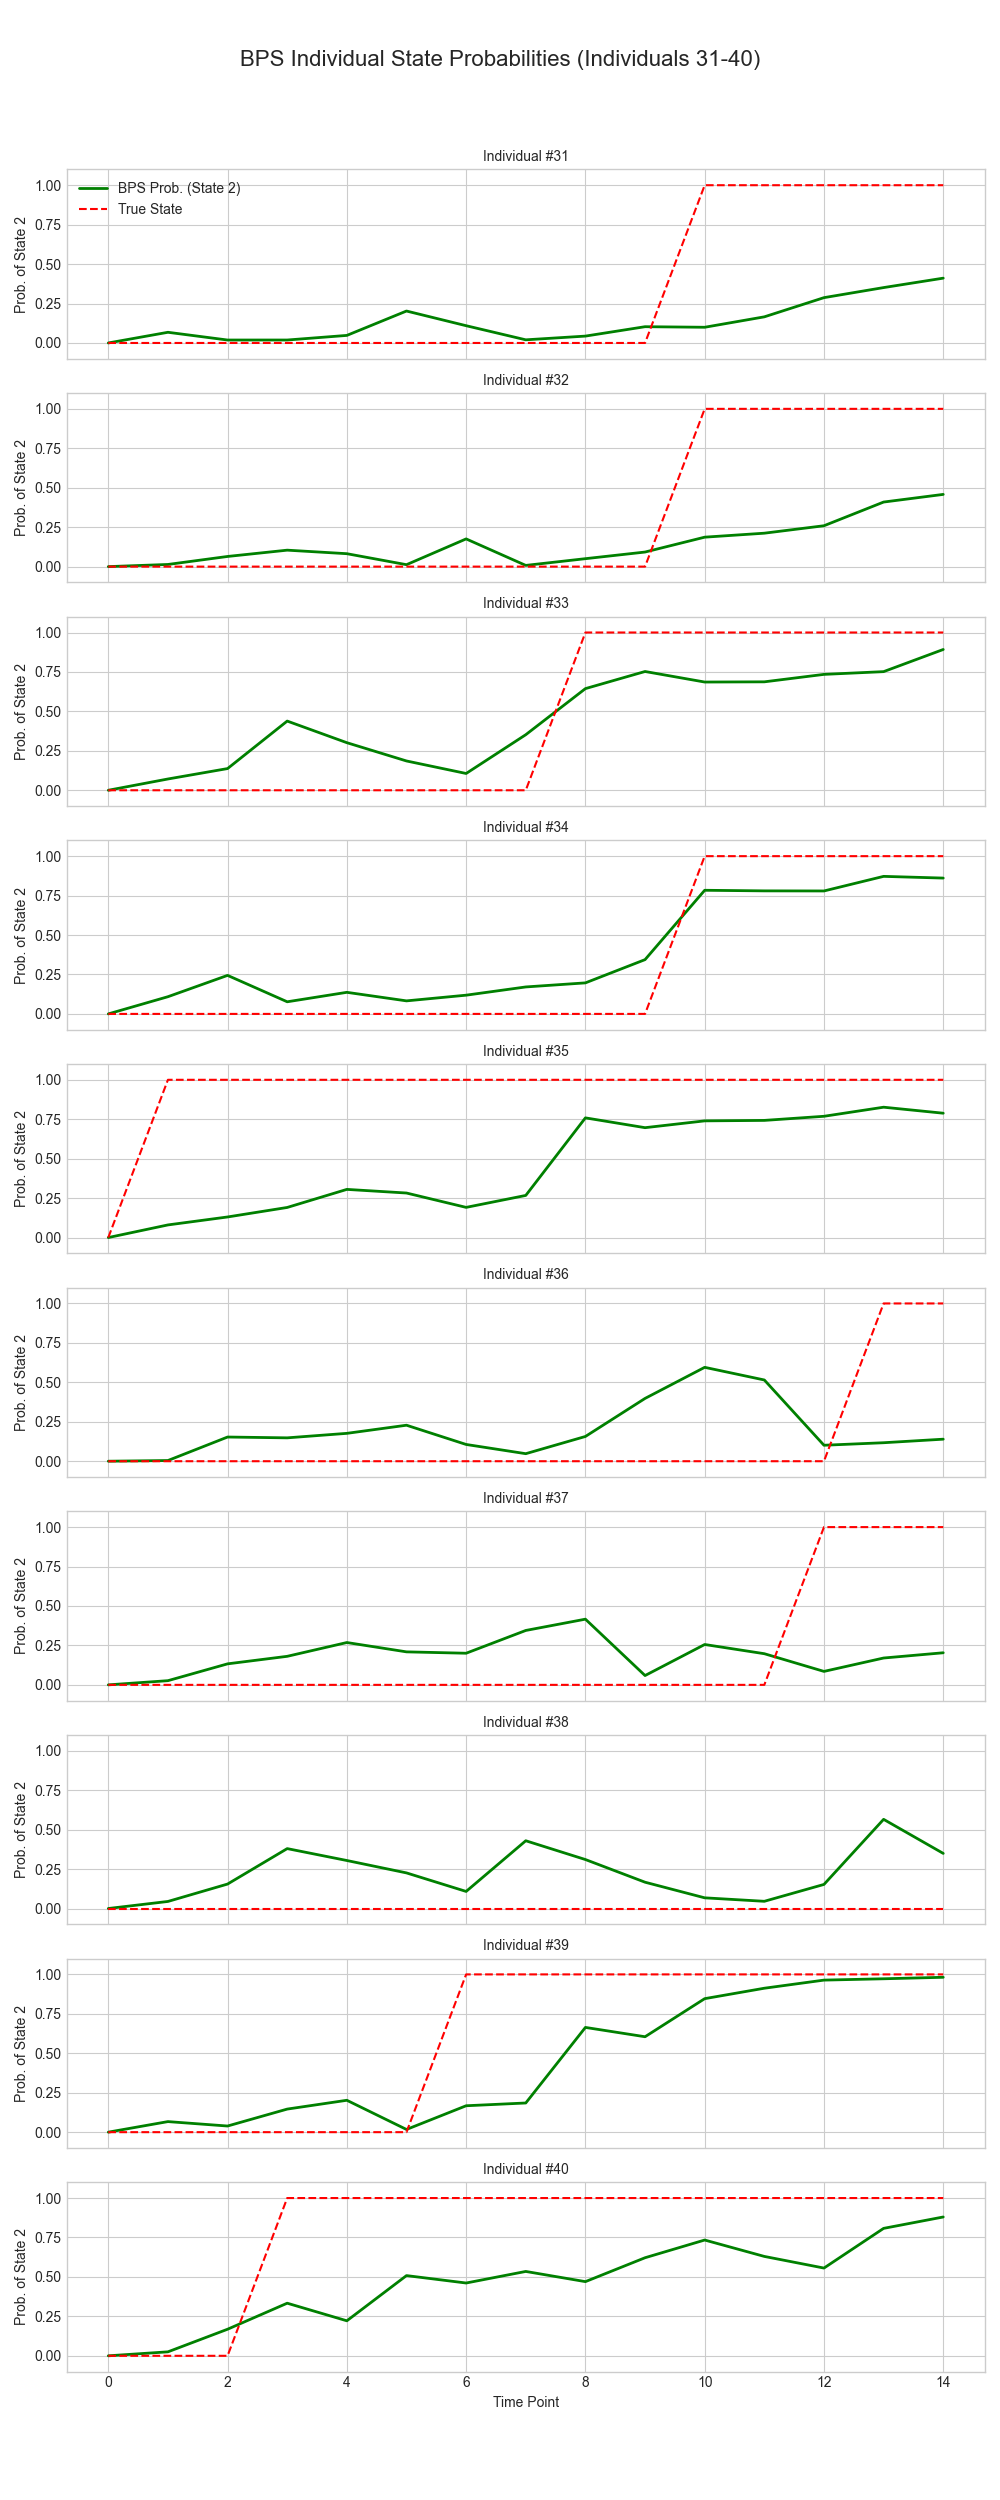 BPS Individual State Probabilities (Individuals 31-40)
Individual #31
BPS Prob. (State 2)
True State
Prob. of State 2
1.00
0.75
0.50
0.25
0.00
Individual #32
Prob. of State 2
1.00
0.75
0.50
0.25
0.00
Individual #33
Prob. of State 2
1.00
0.75
0.50
0.25
0.00
Individual #34
Prob. of State 2
1.00
0.75
0.50
0.25
0.00
Individual #35
Prob. of State 2
1.00
0.75
0.50
0.25
0.00
Individual #36
Prob. of State 2
1.00
0.75
0.50
0.25
0.00
Individual #37
Prob. of State 2
1.00
0.75
0.50
0.25
0.00
Individual #38
Prob. of State 2
1.00
0.75
0.50
0.25
0.00
Individual #39
Prob. of State 2
1.00
0.75
0.50
0.25
0.00
Individual #40
Prob. of State 2
1.00
0.75
0.50
0.25
0.00
0 2 4 6 8 10 12 14
Time Point